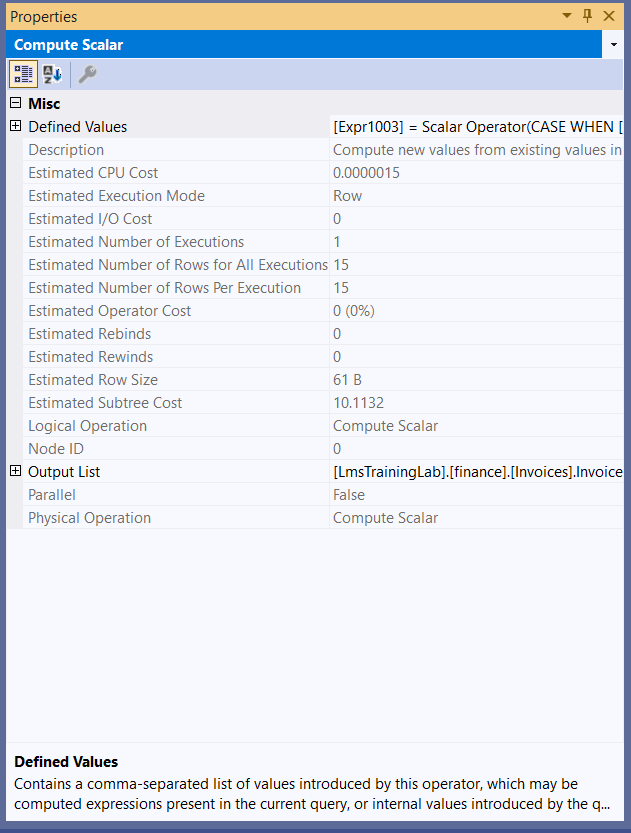 Properties
Compute Scalar
Misc
Defined Values [Expr1003] = Scalar Operator(CASE WHEN [
Description Compute new values from existing values in
Estimated CPU Cost 0.0000015
Estimated Execution Mode Row
Estimated I/O Cost 0
Estimated Number of Executions 1
Estimated Number of Rows for All Executions 15
Estimated Number of Rows Per Execution 15
Estimated Operator Cost 0 (0%)
Estimated Rebinds 0
Estimated Rewinds 0
Estimated Row Size 61 B
Estimated Subtree Cost 10.1132
Logical Operation Compute Scalar
Node ID 0
Output List [LmsTrainingLab].[finance].[Invoices].Invoice
Parallel False
Physical Operation Compute Scalar
Defined Values
Contains a comma-separated list of values introduced by this operator, which may be
computed expressions present in the current query, or internal values introduced by the q...